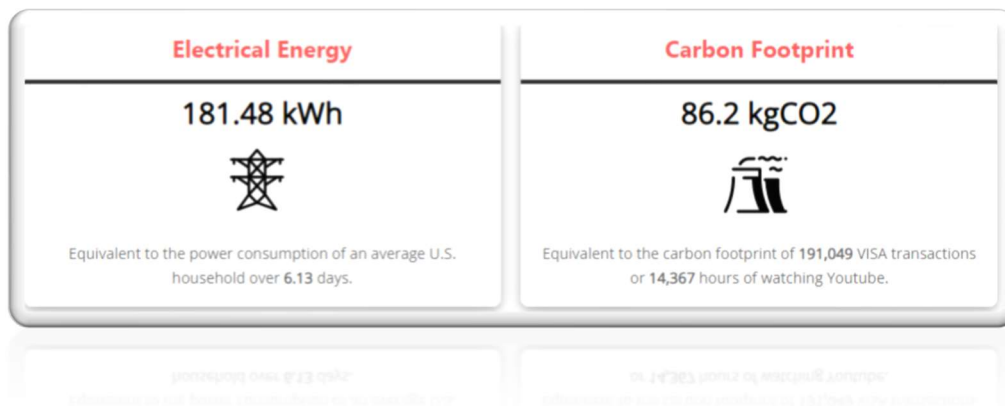 Electrical Energy
181.48 kWh
Equivalent to the power consumption of an average U.S.
household over 6.13 days.
Carbon Footprint
86.2 kgCO2
Equivalent to the carbon footprint of 191,049 VISA transactions
or 14,367 hours of watching Youtube.